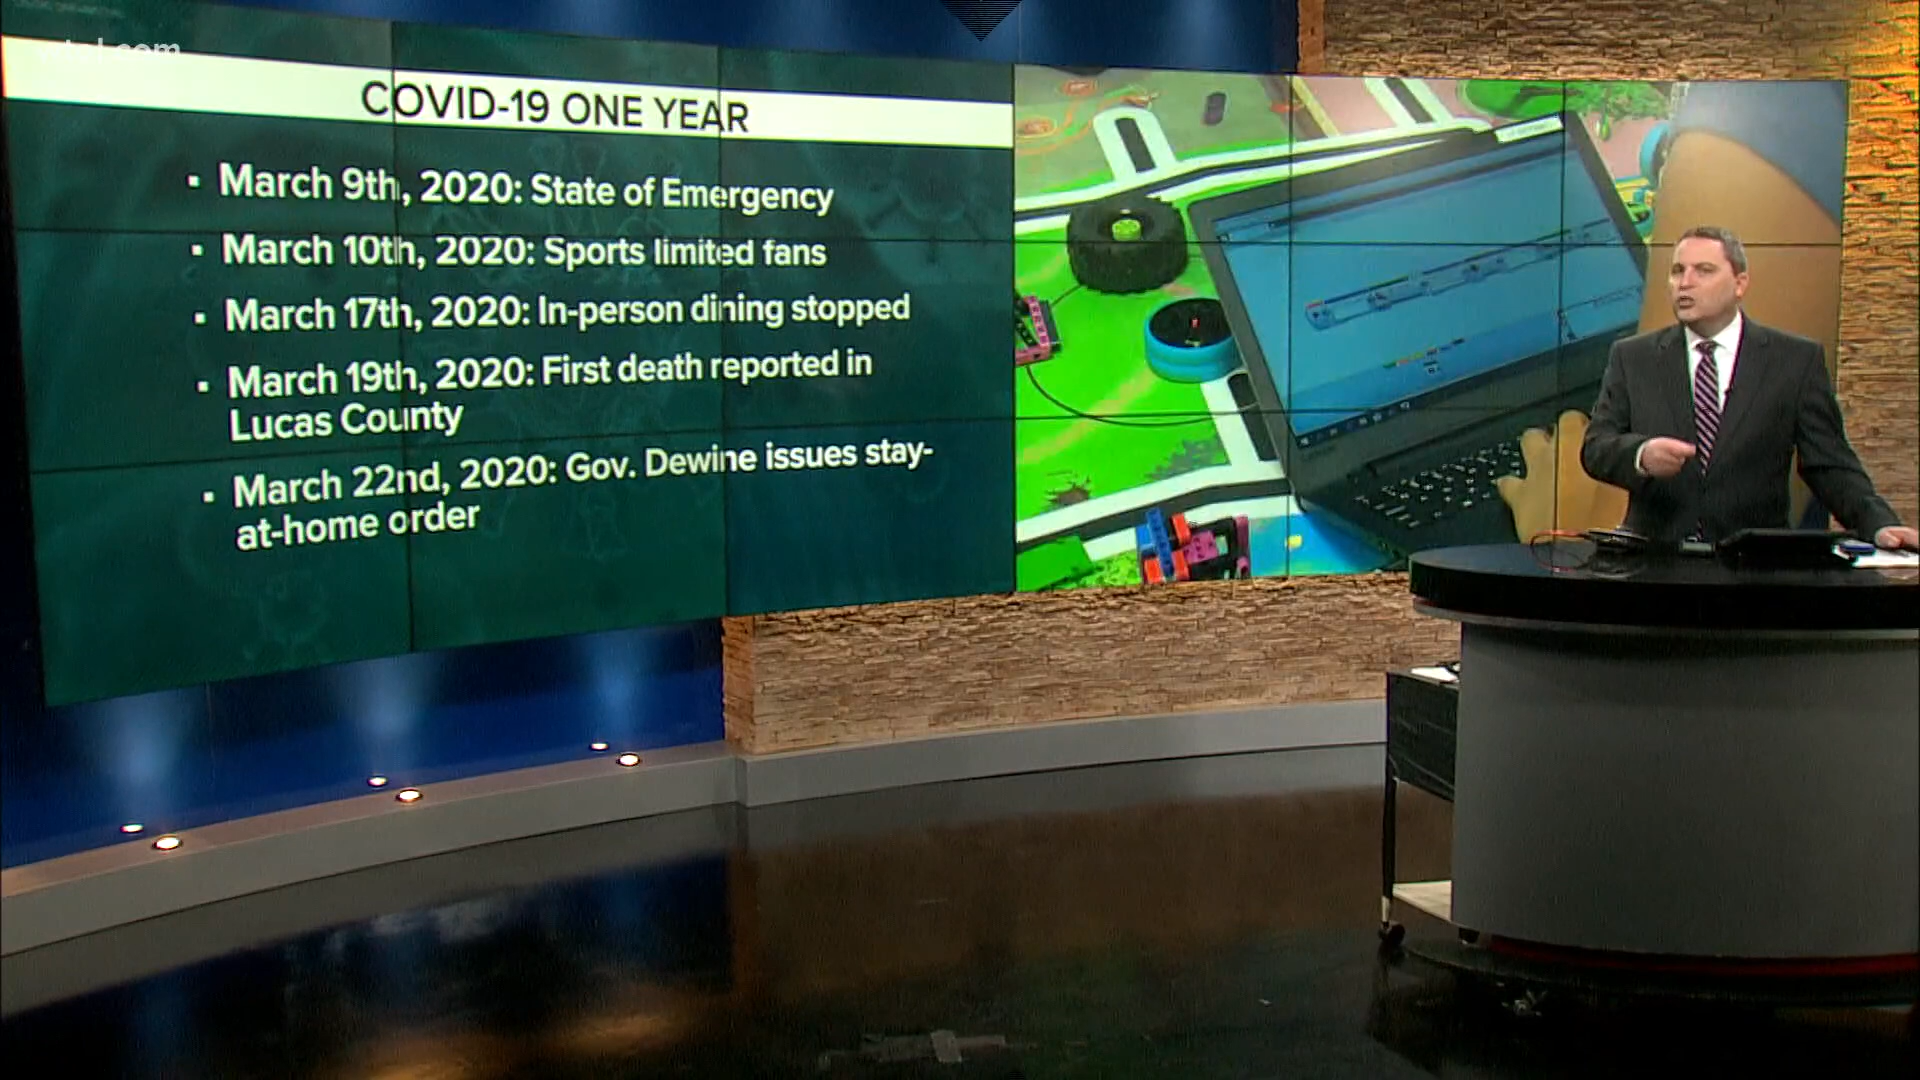 COVID-19 ONE YEAR
▪ March 9th, 2020: State of Emergency
▪ March 10th, 2020: Sports limited fans
▪ March 17th, 2020: In-person dining stopped
▪ March 19th, 2020: First death reported in
Lucas County
▪ March 22nd, 2020: Gov. Dewine issues stay-
at-home order